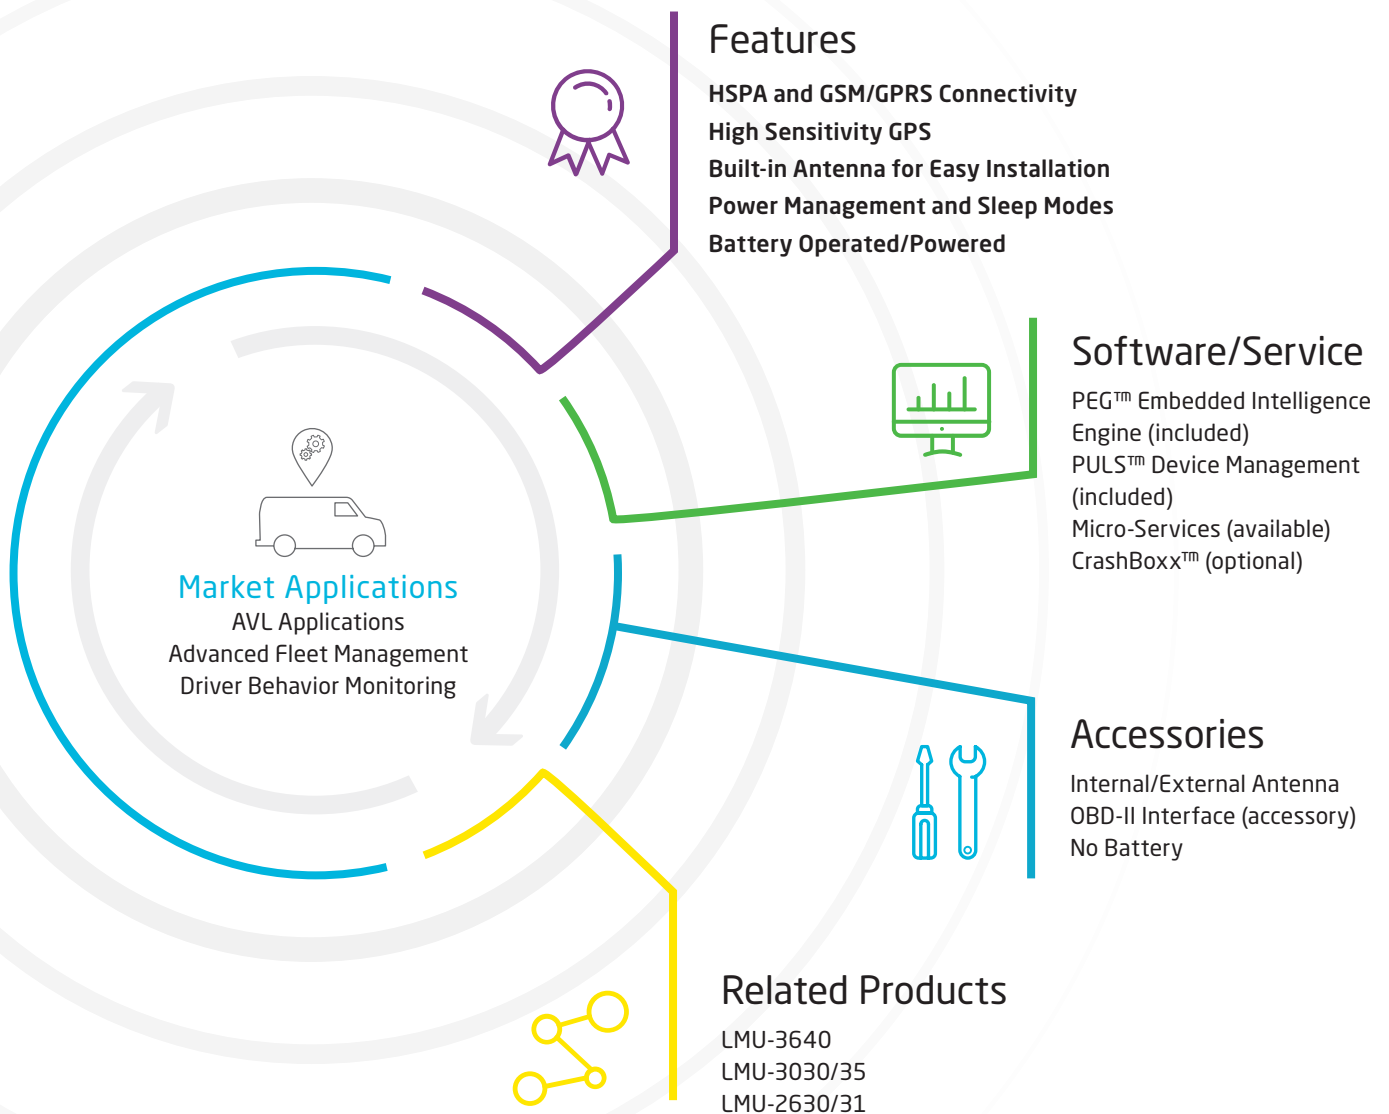 Features
HSPA and GSM/GPRS Connectivity
High Sensitivity GPS
Built-in Antenna for Easy Installation
Power Management and Sleep Modes
Battery Operated/Powered
Software/Service
PEG™ Embedded Intelligence
Engine (included)
PULS™ Device Management
(included)
Micro-Services (available)
CrashBoxx™ (optional)
Market Applications
AVL Applications
Advanced Fleet Management
Driver Behavior Monitoring
Accessories
Internal/External Antenna
OBD-II Interface (accessory)
No Battery
Related Products
LMU-3640
LMU-3030/35
LMU-2630/31